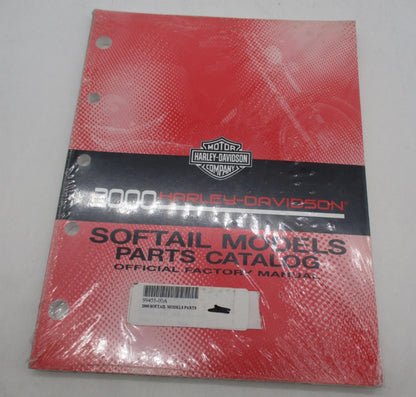 MOTOR
HARLEY-DAVIDSON
COMPANY
2000 HARLEY-DAVIDSON®
SOFTAIL MODELS
PARTS CATALOG
OFFICIAL FACTORY MANUAL
99455-00A
2000 SOFTAIL MODELS PARTS